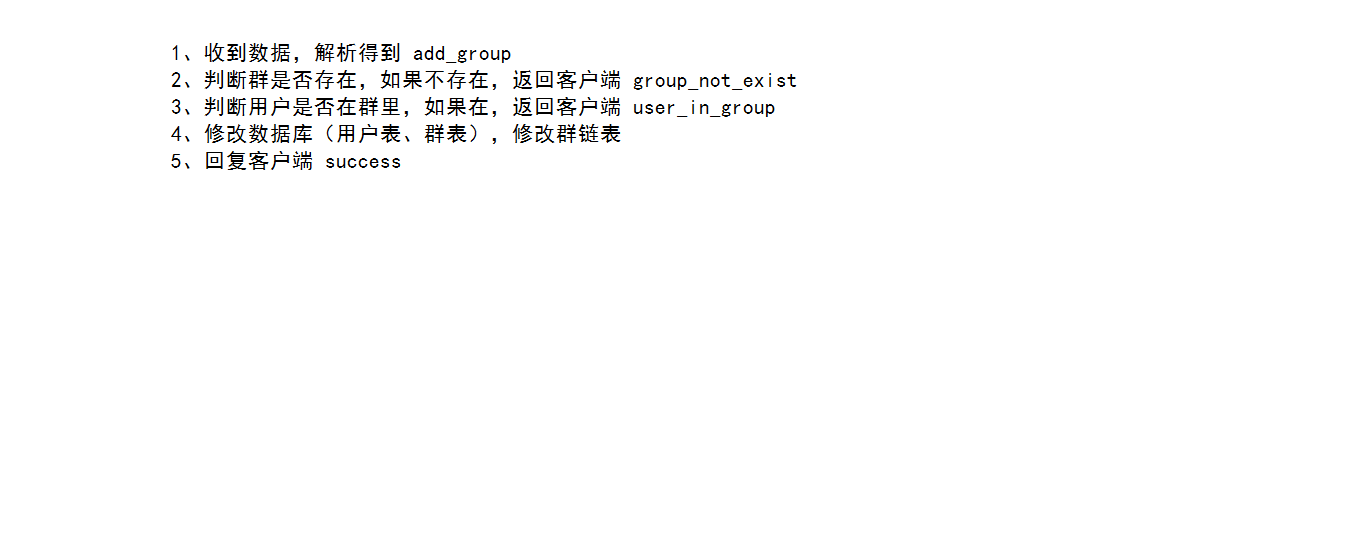 1、收到数据，解析得到 add_group
2、判断群是否存在，如果不存在，返回客户端 group_not_exist
3、判断用户是否在群里，如果在，返回客户端 user_in_group
4、修改数据库（用户表、群表），修改群链表
5、回复客户端 success